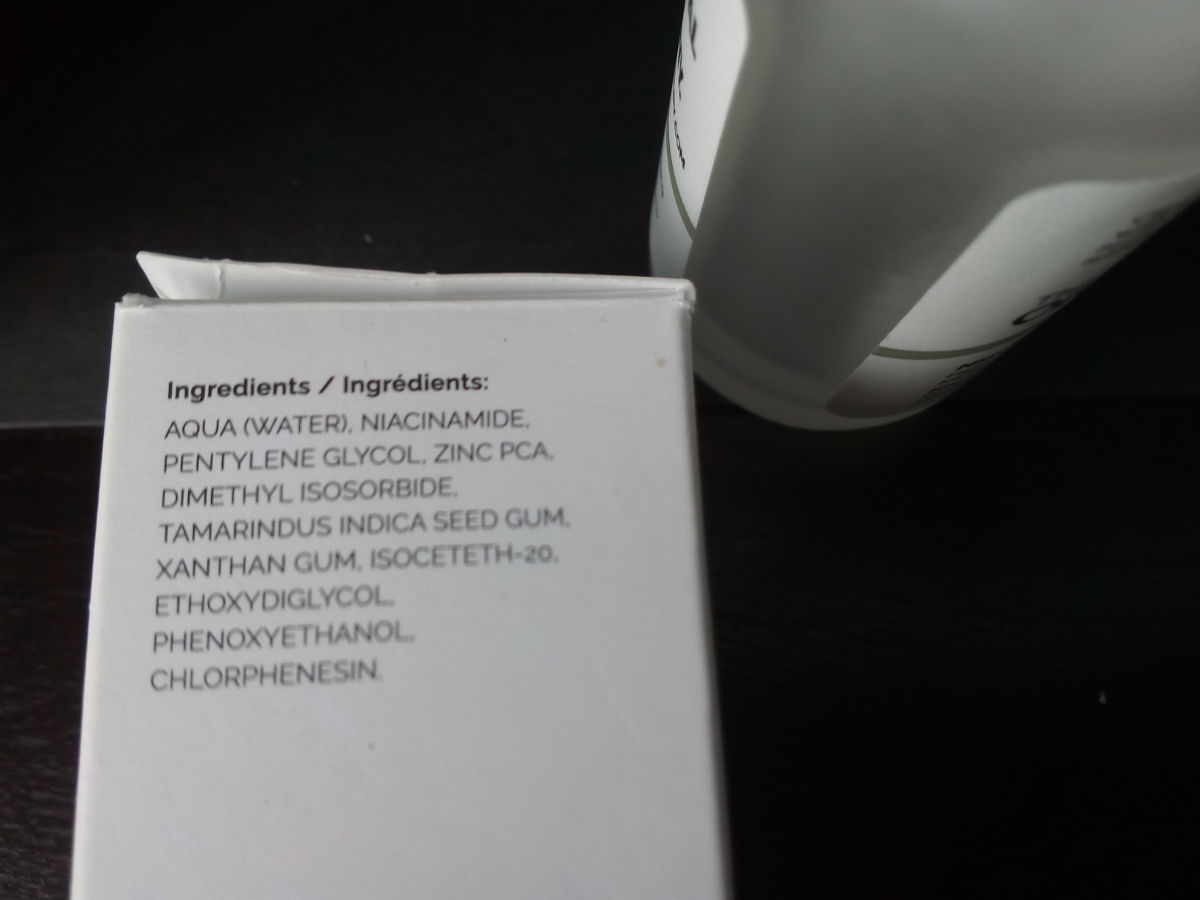 Ingredients / Ingrédients:
AQUA (WATER), NIACINAMIDE,
PENTYLENE GLYCOL, ZINC PCA,
DIMETHYL ISOSORBIDE,
TAMARINDUS INDICA SEED GUM,
XANTHAN GUM, ISOCETETH-20,
ETHOXYDIGLYCOL,
PHENOXYETHANOL,
CHLORPHENESIN.